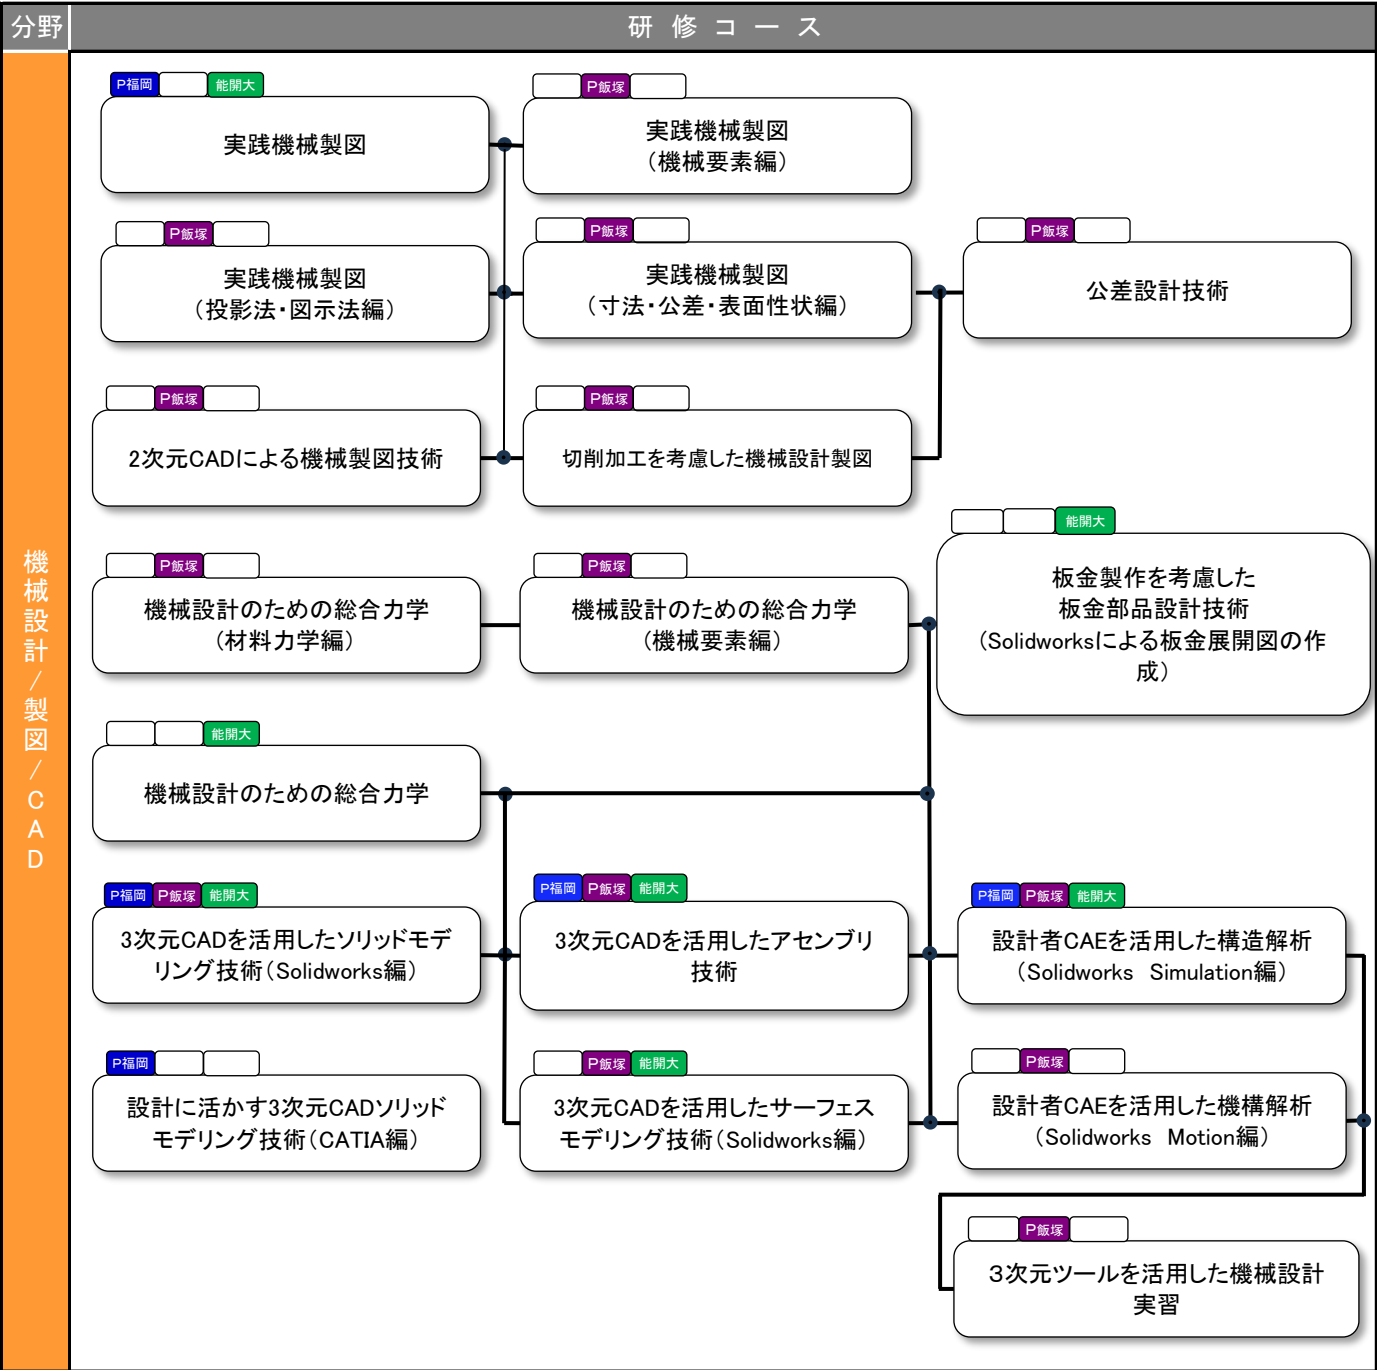 分野
研 修 コ ー ス
機械設計/製図/CAD
P福岡
能開大
実践機械製図
P飯塚
実践機械製図
（機械要素編）
P飯塚
実践機械製図
（投影法・図示法編）
P飯塚
実践機械製図
（寸法・公差・表面性状編）
P飯塚
公差設計技術
P飯塚
2次元CADによる機械製図技術
P飯塚
切削加工を考慮した機械設計製図
P飯塚
機械設計のための総合力学
（材料力学編）
P飯塚
機械設計のための総合力学
（機械要素編）
能開大
板金製作を考慮した
板金部品設計技術
（Solidworksによる板金展開図の作
成）
能開大
機械設計のための総合力学
P福岡 P飯塚 能開大
3次元CADを活用したソリッドモデ
リング技術（Solidworks編）
P福岡 P飯塚 能開大
3次元CADを活用したアセンブリ
技術
P福岡 P飯塚 能開大
設計者CAEを活用した構造解析
（Solidworks　Simulation編）
P福岡
設計に活かす3次元CADソリッド
モデリング技術（CATIA編）
P飯塚 能開大
3次元CADを活用したサーフェス
モデリング技術（Solidworks編）
P飯塚
設計者CAEを活用した機構解析
（Solidworks　Motion編）
P飯塚
３次元ツールを活用した機械設計
実習